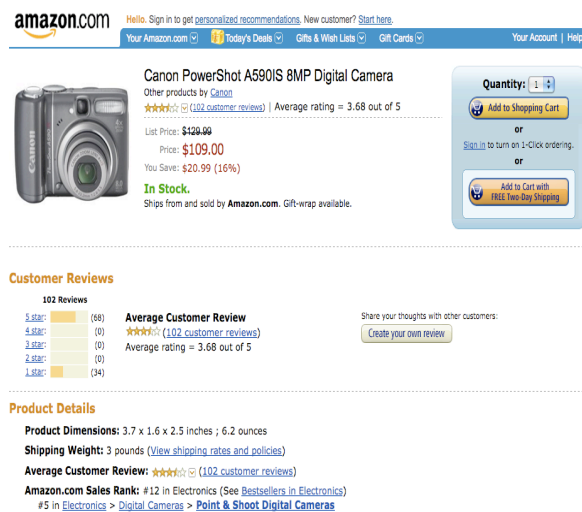 amazon.com
Hello. Sign in to get personalized recommendations. New customer? Start here.
Your Amazon.com Today's Deals Gifts & Wish Lists Gift Cards Your Account | Help
Canon PowerShot A590IS 8MP Digital Camera
Other products by Canon
(102 customer reviews) | Average rating = 3.68 out of 5
List Price: $129.99
Price: $109.00
You Save: $20.99 (16%)
In Stock.
Ships from and sold by Amazon.com. Gift-wrap available.
Quantity: 1
Add to Shopping Cart
or
Sign in to turn on 1-Click ordering.
or
Add to Cart with
FREE Two-Day Shipping
Canon
Customer Reviews
102 Reviews
5 star: (68)
4 star: (0)
3 star: (0)
2 star: (0)
1 star: (34)
Average Customer Review
(102 customer reviews)
Average rating = 3.68 out of 5
Share your thoughts with other customers:
Create your own review
Product Details
Product Dimensions: 3.7 x 1.6 x 2.5 inches ; 6.2 ounces
Shipping Weight: 3 pounds (View shipping rates and policies)
Average Customer Review: (102 customer reviews)
Amazon.com Sales Rank: #12 in Electronics (See Bestsellers in Electronics)
#5 in Electronics > Digital Cameras > Point & Shoot Digital Cameras